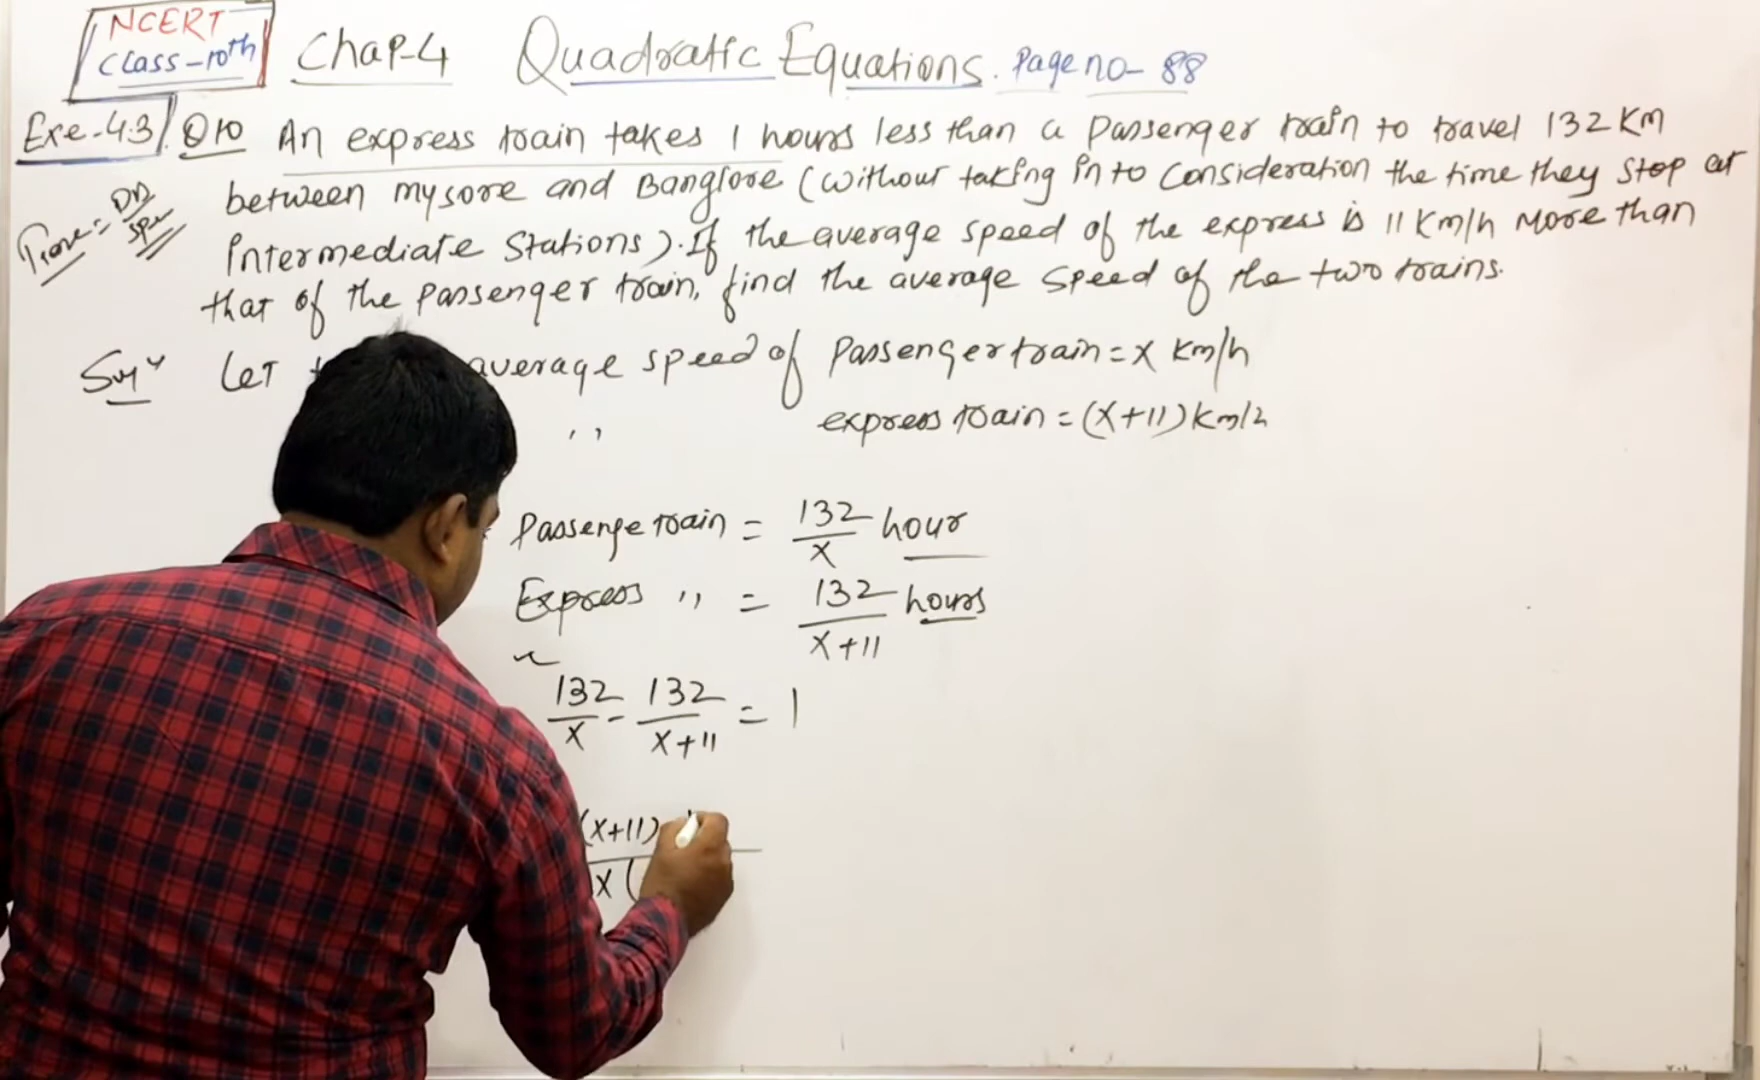 NCERT
Class-10th
Chap-4 Quadratic Equations. Page no- 88
Exe-4.3 Q10 An express train takes 1 hours less than a Passenger train to travel 132 Km
between mysore and Banglore (without taking in to Consideration the time they stop at
intermediate Stations). If the average speed of the express is 11 Km/h More than
that of the Passenger train, find the average speed of the two trains.
Time =
Let average speed of Passenger train = x km/h
,, express train = (x+11) km/h
Passenge train = 132/x hour
Express ,, = 132/x+11 hours
132/x - 132/x+11 = 1
(x+11)
x (